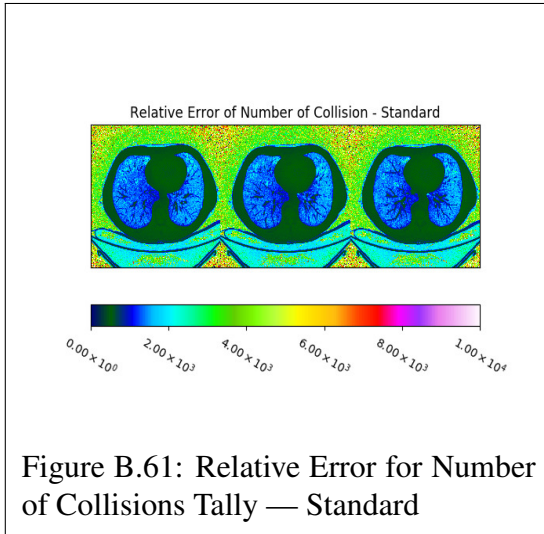 Relative Error of Number of Collision - Standard
0.00 × 10⁰ 2.00 × 10³ 4.00 × 10³ 6.00 × 10³ 8.00 × 10³ 1.00 × 10⁴
Figure B.61: Relative Error for Number
of Collisions Tally — Standard